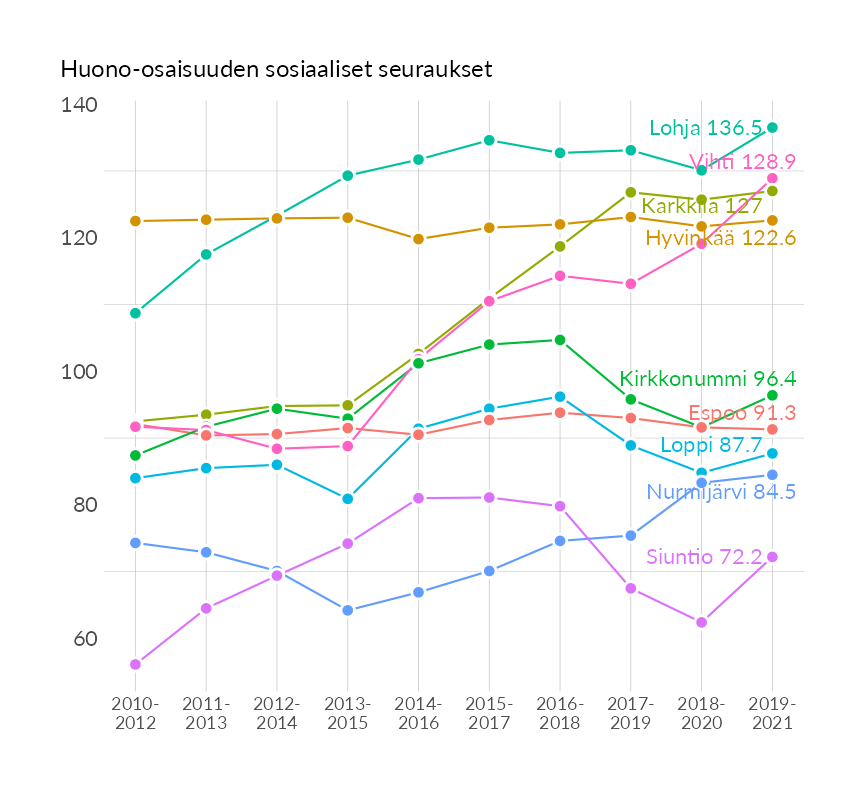 Huono-osaisuuden sosiaaliset seuraukset
140
120
100
80
60
Lohja 136.5
Vihti 128.9
Karkkila 127
Hyvinkää 122.6
Kirkkonummi 96.4
Espoo 91.3
Loppi 87.7
Nurmijärvi 84.5
Siuntio 72.2
2010- 2011- 2012- 2013- 2014- 2015- 2016- 2017- 2018- 2019-
2012 2013 2014 2015 2016 2017 2018 2019 2020 2021